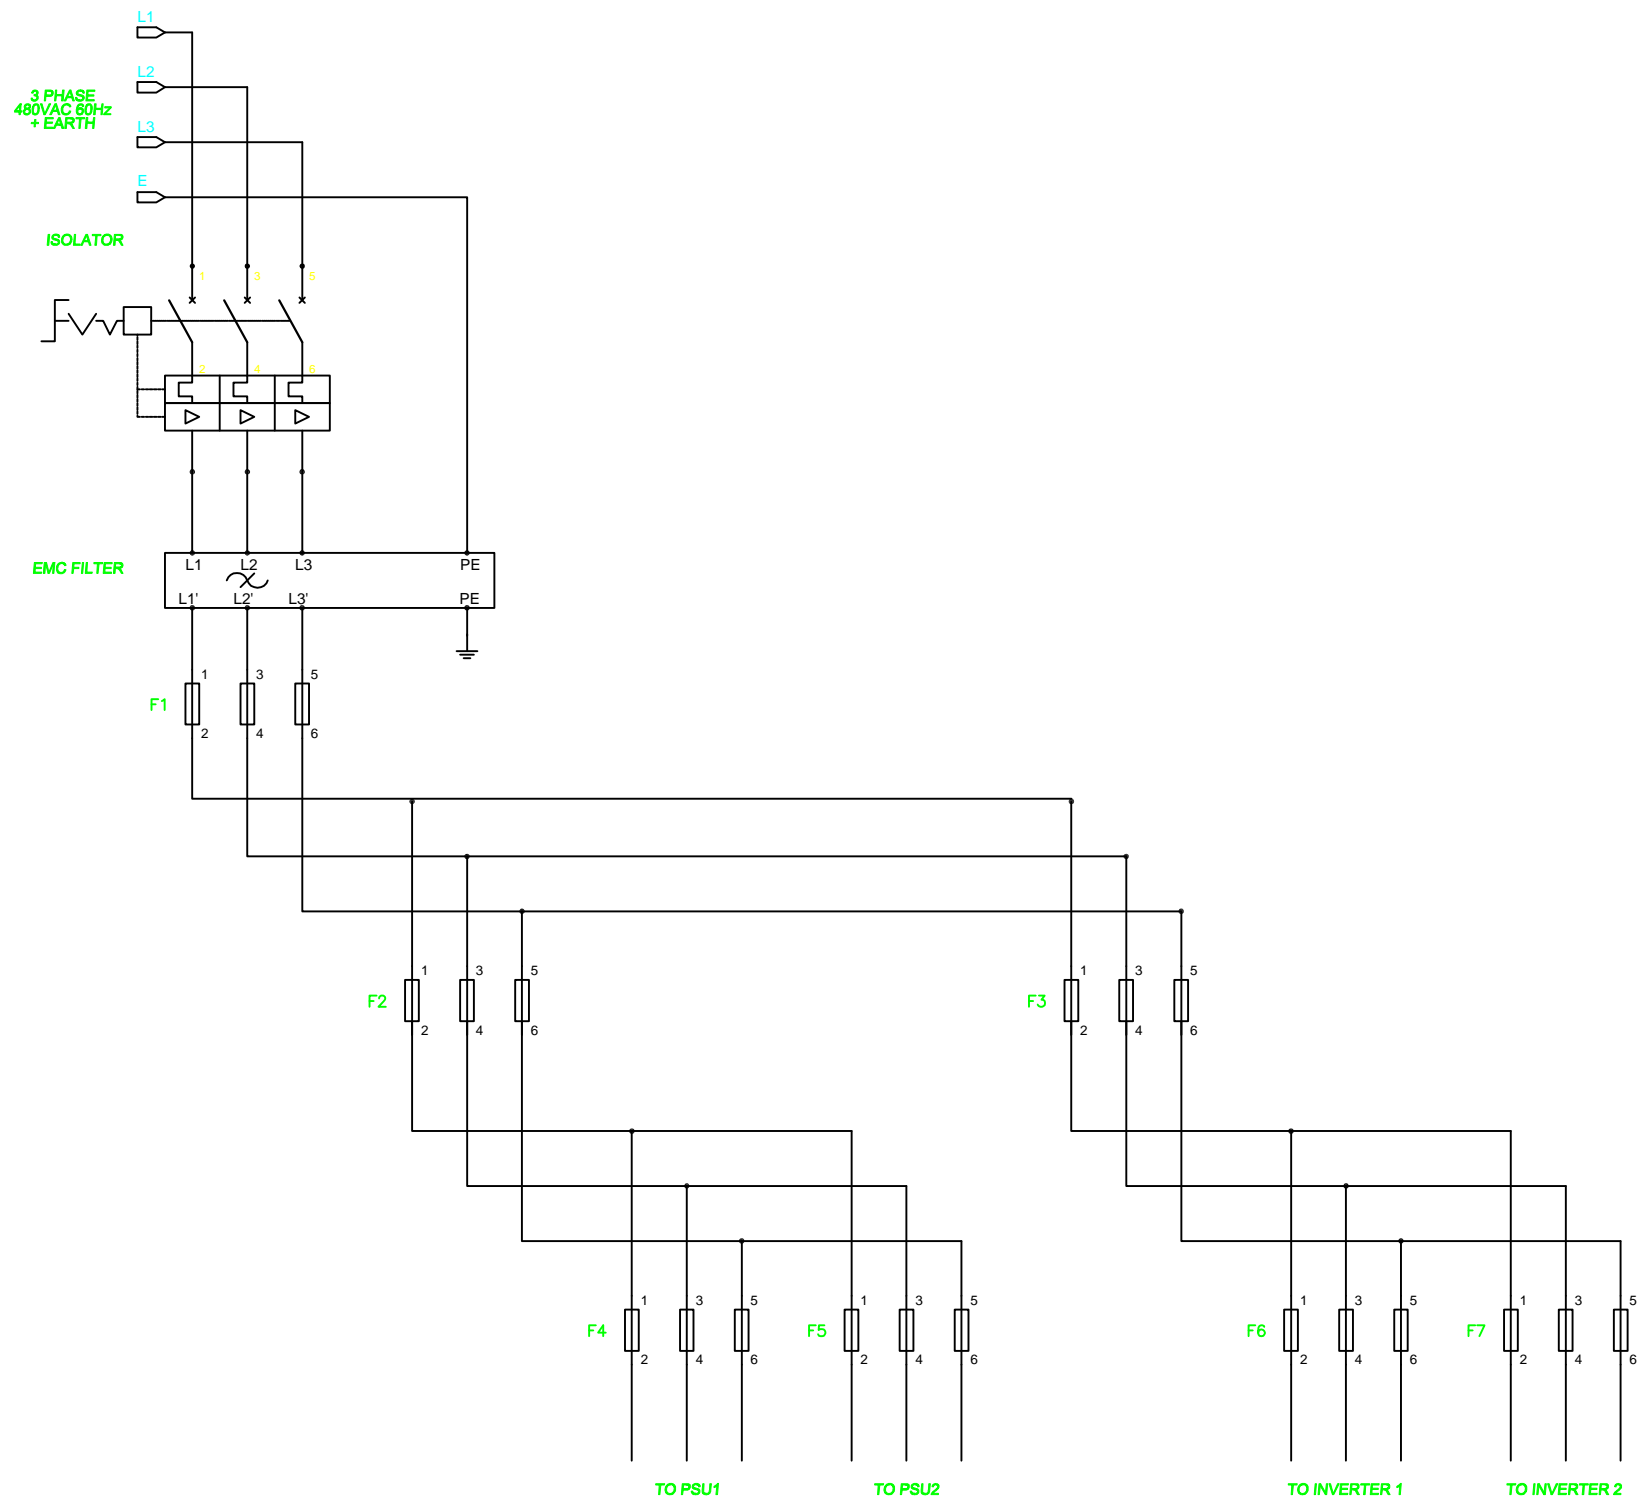 L1
L2
3 PHASE
480VAC 60Hz
+ EARTH
L3
E
ISOLATOR
1 3 5
2 4 6
EMC FILTER
L1 L2 L3 PE
L1' L2' L3' PE
1 3 5
F1
2 4 6
1 3 5 1 3 5
F2 F3
2 4 6 2 4 6
1 3 5 1 3 5 1 3 5 1 3 5
F4 F5 F6 F7
2 4 6 2 4 6 2 4 6 2 4 6
TO PSU1 TO PSU2 TO INVERTER 1 TO INVERTER 2